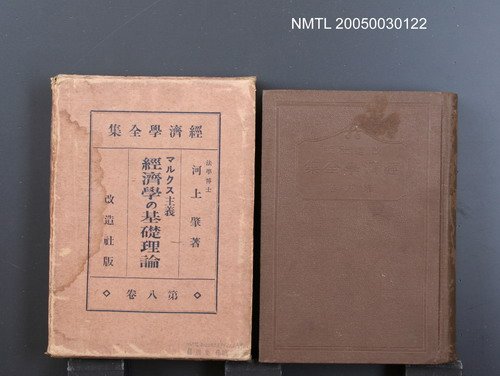 NMTL 20050030122
集全學濟經
法學博士
河上肇著
マルクス主義
經濟學の基礎理論
改造社版
卷八第